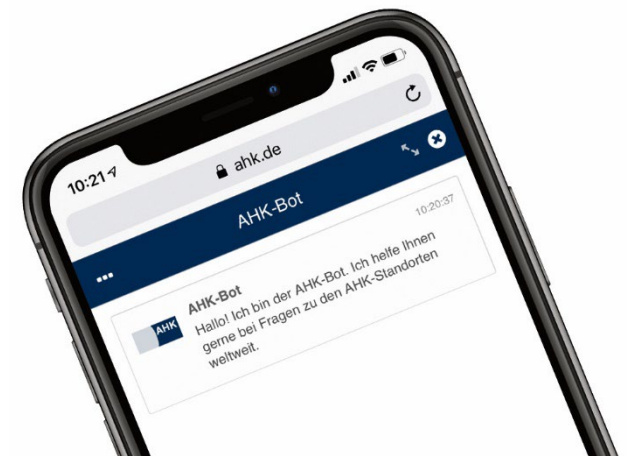 10:21
ahk.de
AHK-Bot
10:20:37
AHK
AHK-Bot
Hallo! Ich bin der AHK-Bot. Ich helfe Ihnen
gerne bei Fragen zu den AHK-Standorten
weltweit.